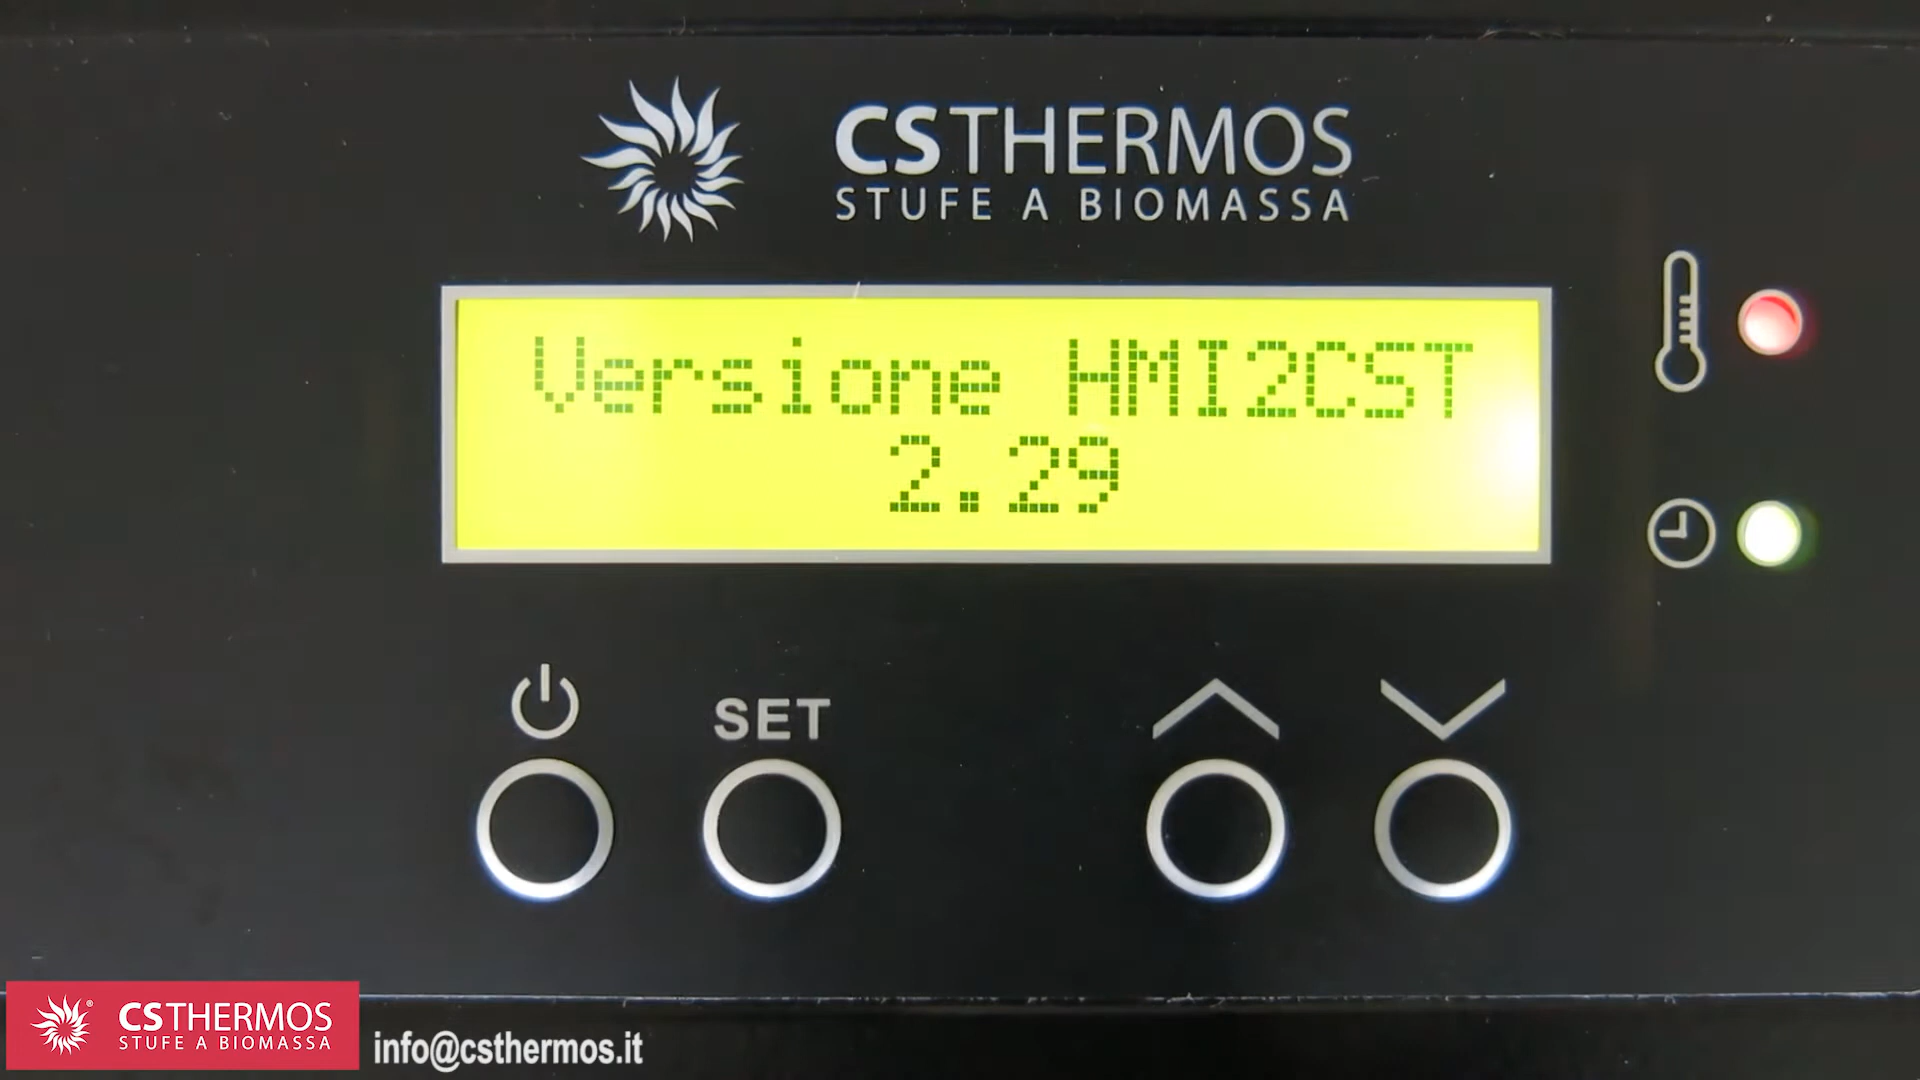 CSTHERMOS
STUFE A BIOMASSA
Versione HMI2CST
2.29
SET
CSTHERMOS
STUFE A BIOMASSA
info@csthermos.it